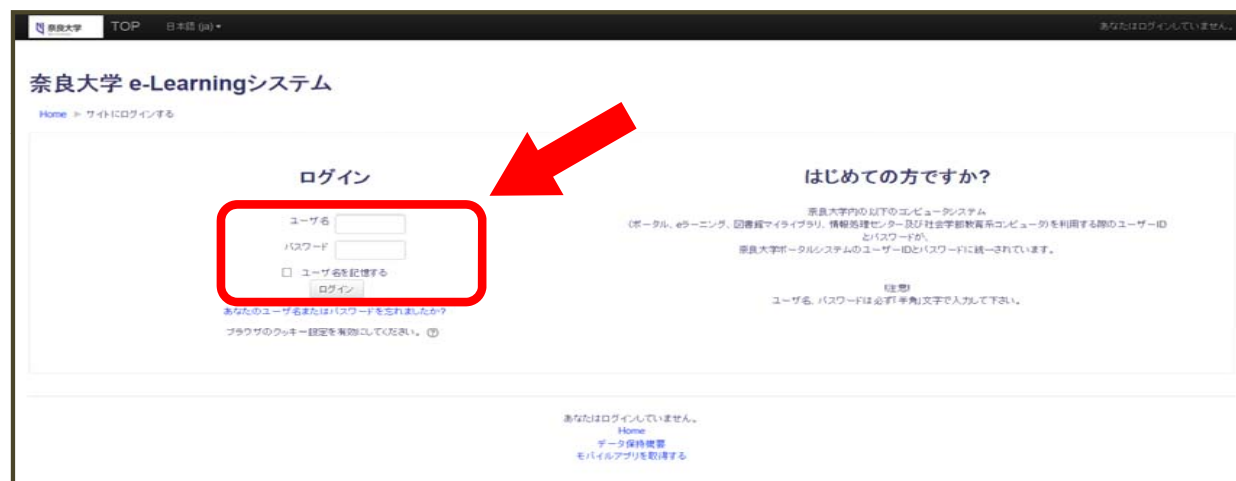 奈良大学 TOP 日本語 (ja) あなたはログインしていません。
奈良大学 e-Learningシステム
Home ▶ サイトにログインする
ログイン
ユーザ名
パスワード
ユーザ名を記憶する
ログイン
あなたのユーザ名またはパスワードを忘れましたか?
ブラウザのクッキー設定を有効にしてください。
はじめての方ですか?
奈良大学内の以下のコンピュータシステム
(ポータル、eラーニング、図書館マイライブラリ、情報処理センター及び社会学部教育系コンピュータ)を利用する際のユーザーID
とパスワードが、
奈良大学ポータルシステムのユーザーIDとパスワードに統一されています。
(注意)
ユーザ名、パスワードは必ず「半角」文字で入力して下さい。
あなたはログインしていません。
Home
データ保持概要
モバイルアプリを取得する